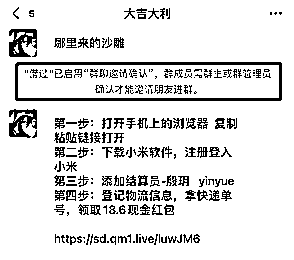 5
大吉大利
哪里来的沙雕
已启用“群聊邀请确认”，群成员需群主或群管理员
确认才能邀请朋友进群。
第一步：打开手机上的浏览器 复制
粘贴链接打开
第二步：下载小米软件，注册登入
小米
第三步：添加结算员-殷玥 yinyue
第四步：登记物流信息，拿快递单
号，领取13.6现金红包
https://sd.qm1.live/luwJM6